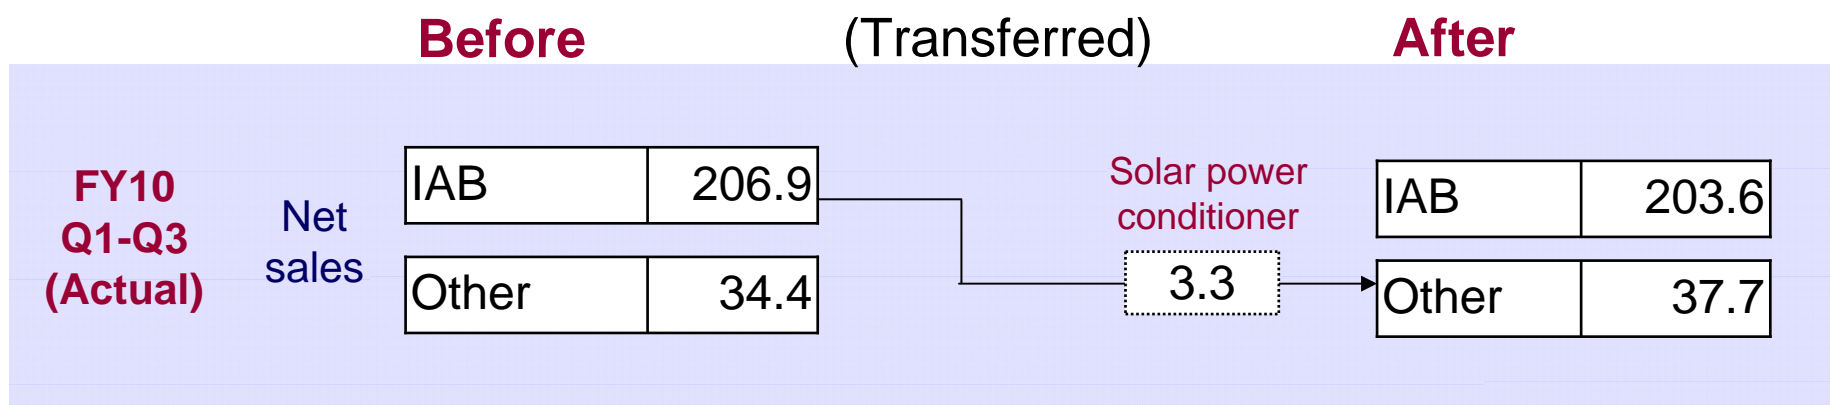 Before (Transferred) After
FY10
Q1-Q3
(Actual)
Net
sales
IAB 206.9
Other 34.4
Solar power
conditioner
3.3
IAB 203.6
Other 37.7